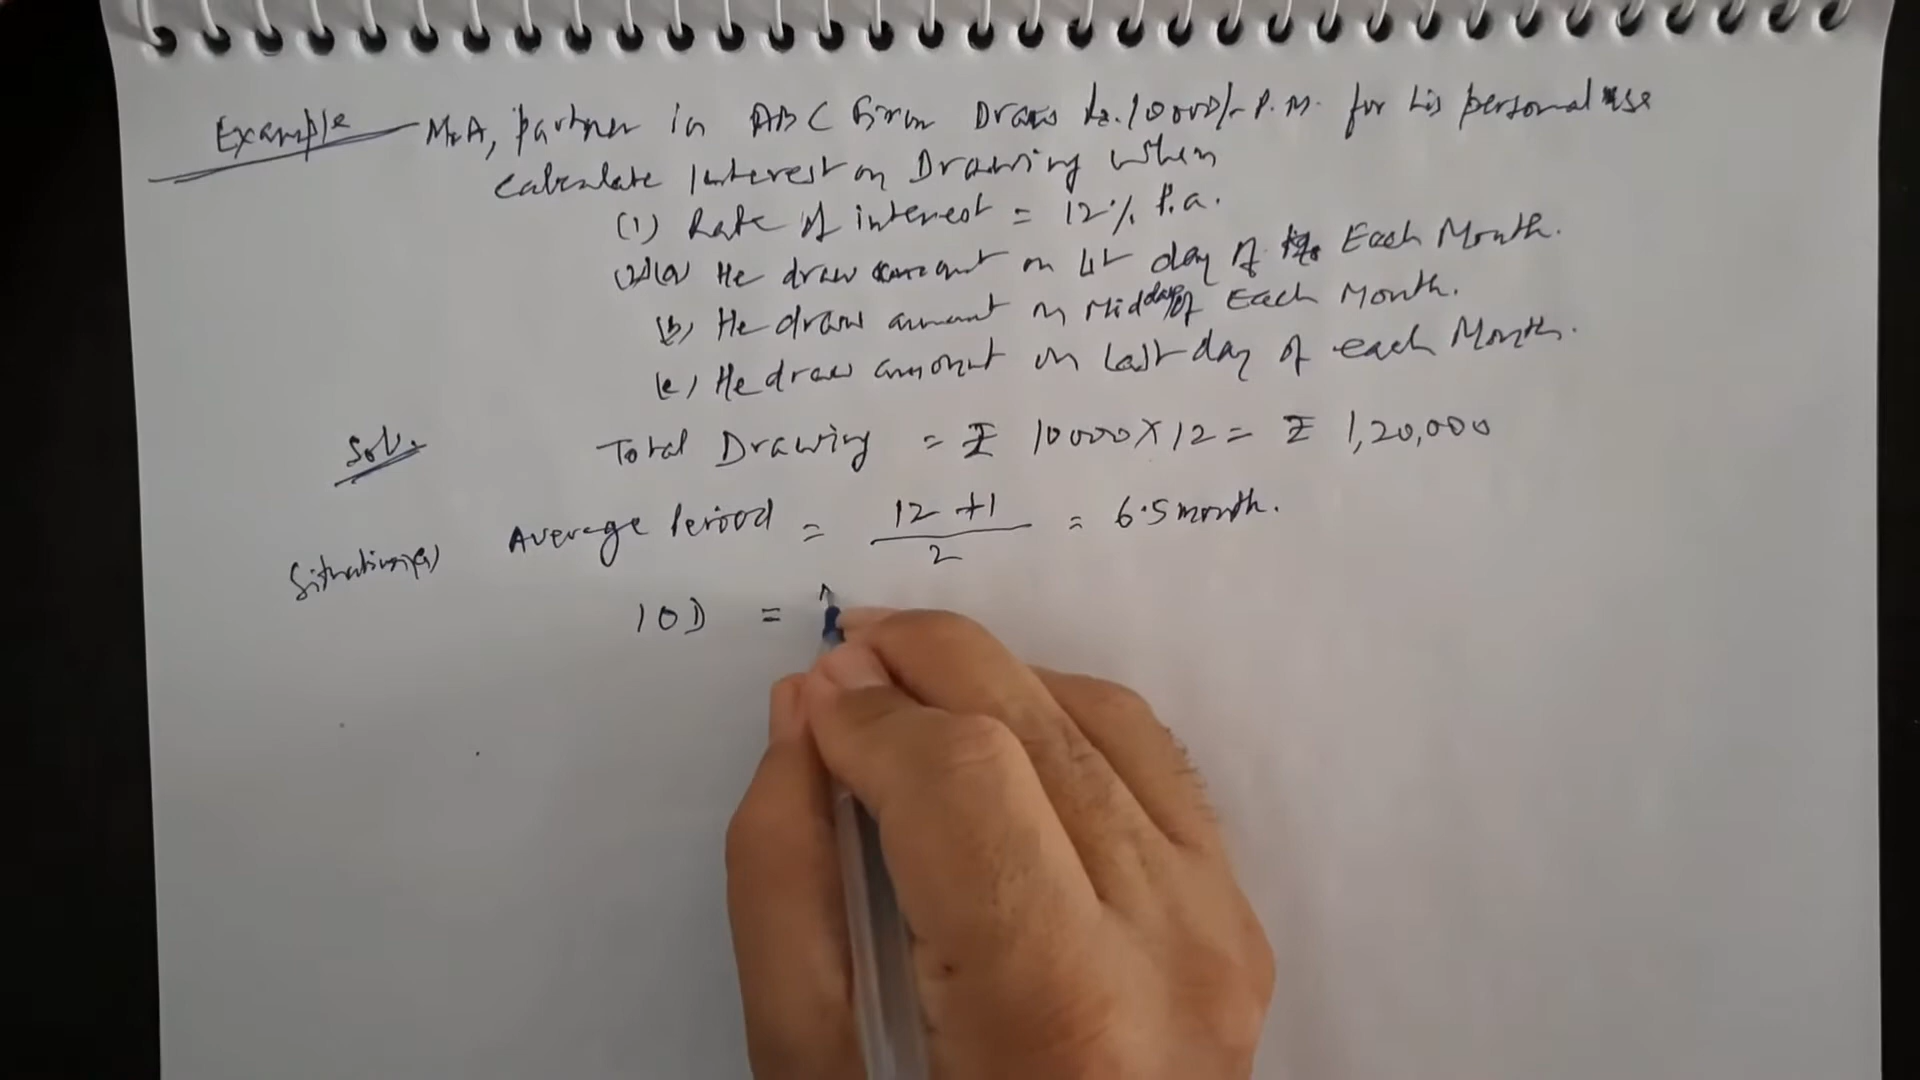 Example - Mr. A, partner in ABC Firm Draws Rs. 10000/- P.M. for his personal use
Calculate Interest on Drawing when
(1) Rate of interest = 12% P.a.
(2)(a) He draw amount on 1st day of Each Month.
(b) He draw amount on Mid day of Each Month.
(c) He draw amount on last day of each Month.
Sol. Total Drawing = ₹ 10000 X 12 = ₹ 1,20,000
Situation (a) Average Period = 12 + 1 / 2 = 6.5 month.
IOD =